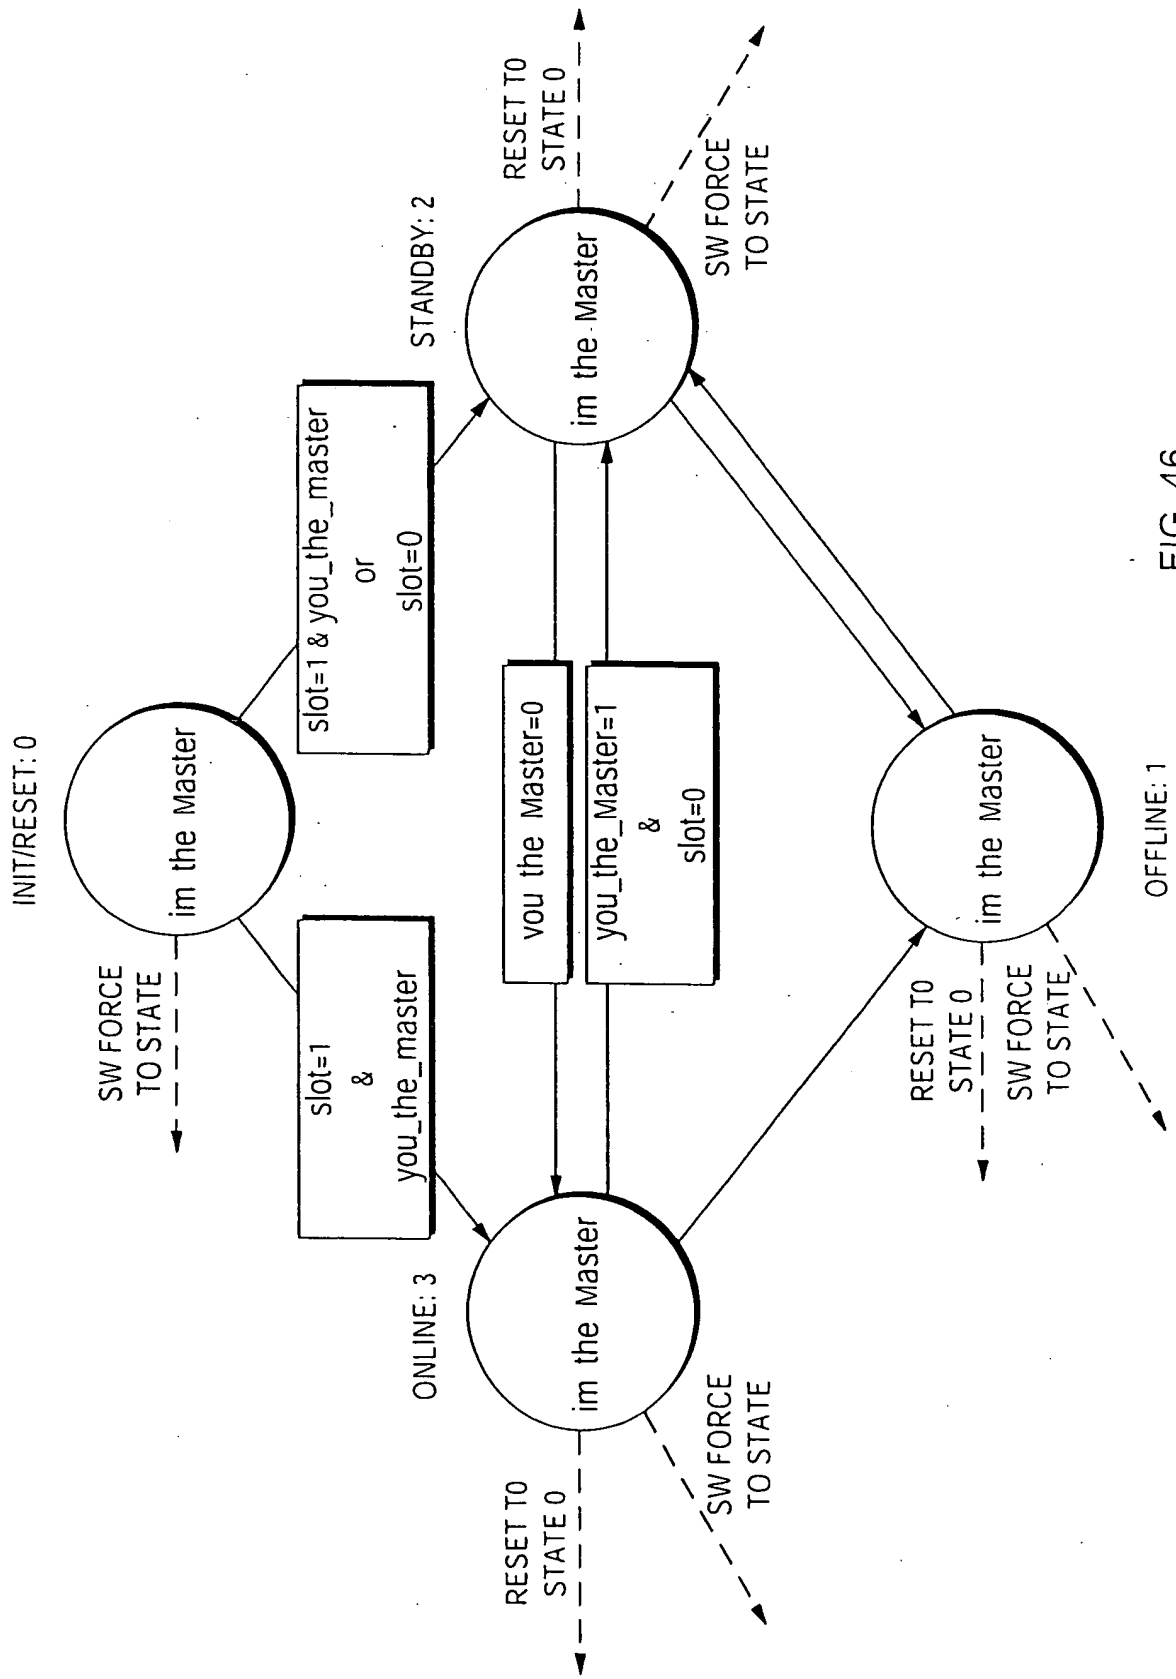 INIT/RESET: 0
im the Master
SW FORCE
TO STATE
slot=1
&
you_the_master
slot=1 & you_the_master
or
slot=0
ONLINE: 3
im the Master
RESET TO
STATE 0
SW FORCE
TO STATE
vou the Master=0
you_the_Master=1
&
slot=0
STANDBY: 2
im the Master
RESET TO
STATE 0
SW FORCE
TO STATE
im the Master
OFFLINE: 1
RESET TO
STATE 0
SW FORCE
TO STATE
FIG. 46